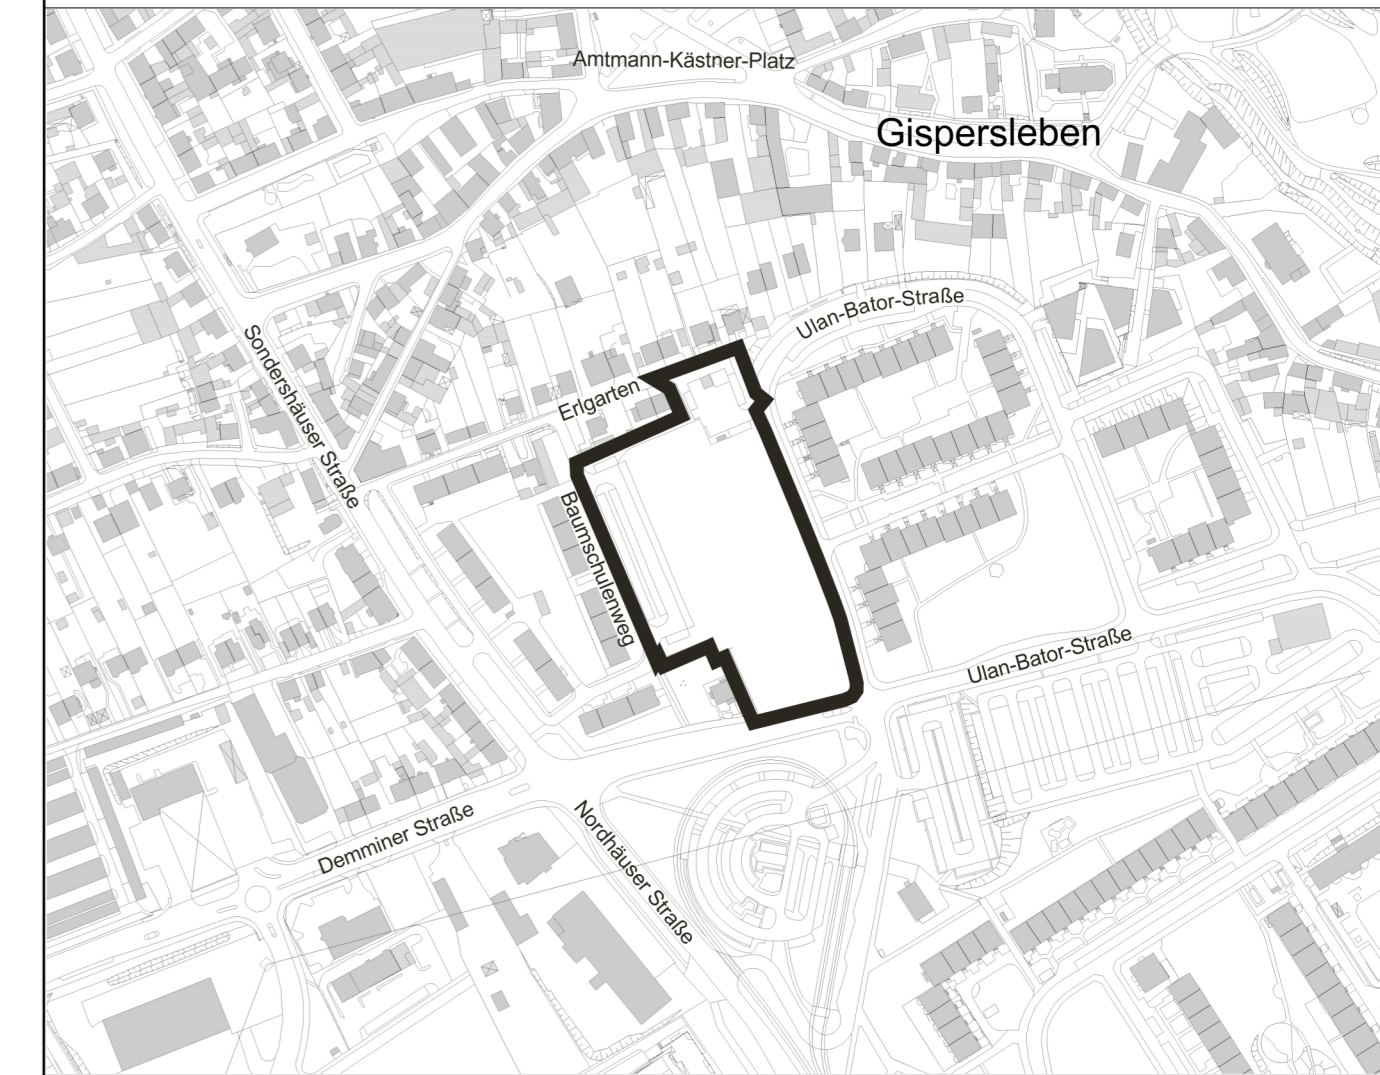 Amtmann-Kästner-Platz
Gispersleben
Ulan-Bator-Straße
Sondershäuser Straße
Erlgarten
Baumschulenweg
Ulan-Bator-Straße
Demminer Straße
Nordhäuser Straße